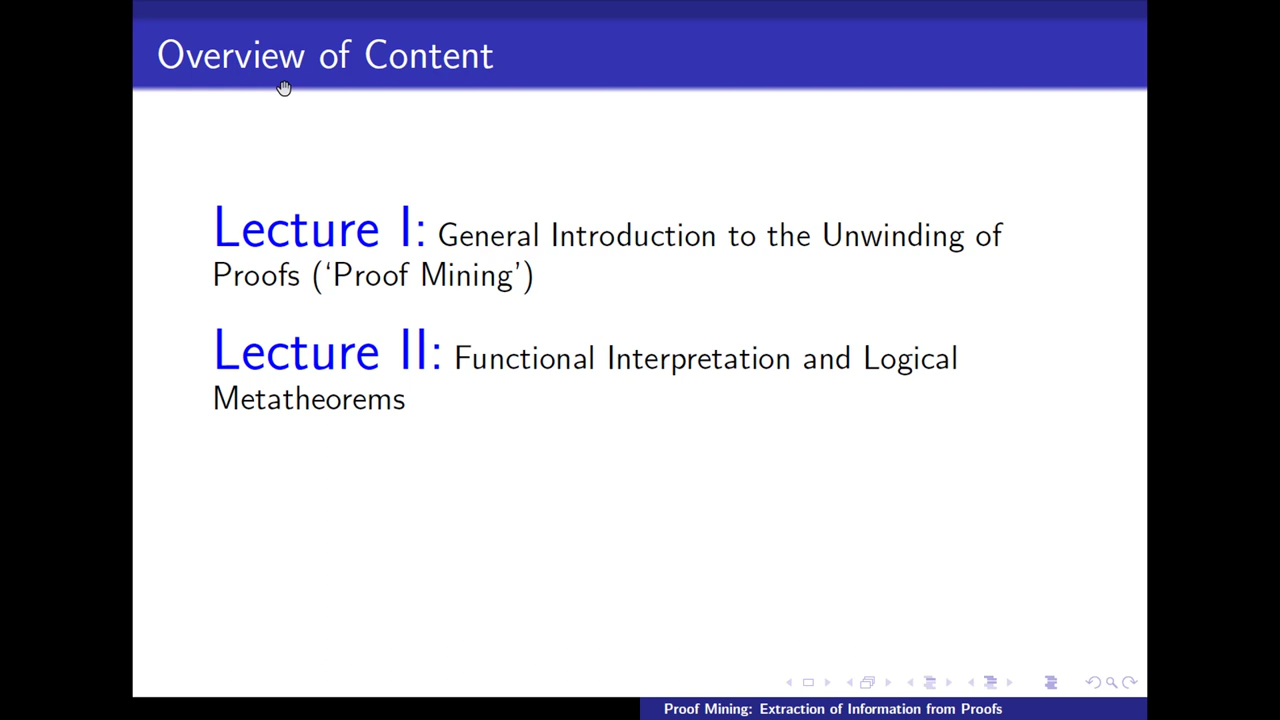 Overview of Content
Lecture I: General Introduction to the Unwinding of
Proofs (‘Proof Mining’)
Lecture II: Functional Interpretation and Logical
Metatheorems
Proof Mining: Extraction of Information from Proofs